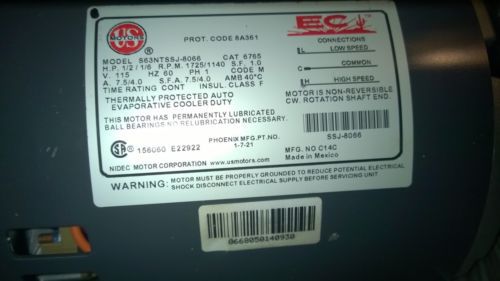 US
MOTORS
PROT. CODE 8A361
EC
MODEL S63NTSSJ-8066 CAT 6765
H.P. 1/2 / 1/6 R.P.M. 1725/1140 S.F. 1.0
V. 115 HZ 60 PH 1 CODE M
A. 7.5/4.0 S.F.A. 7.5/4.0 AMB 40°C
TIME RATING CONT INSUL. CLASS F
THERMALLY PROTECTED AUTO
EVAPORATIVE COOLER DUTY
THIS MOTOR HAS PERMANENTLY LUBRICATED
BALL BEARINGS NO RELUBRICATION NECESSARY.
PHOENIX MFG.PT.NO.
1-7-21
156060 E22922
NIDEC MOTOR CORPORATION www.usmotors.com
CONNECTIONS
L LOW SPEED
C COMMON
H HIGH SPEED
MOTOR IS NON-REVERSIBLE
CW. ROTATION SHAFT END.
SSJ-8066
MFG. NO C14C
Made in Mexico
WARNING: MOTOR MUST BE PROPERLY GROUNDED TO REDUCE POTENTIAL ELECTRICAL
SHOCK DISCONNECT ELECTRICAL SUPPLY BEFORE SERVICING UNIT
0668050140930